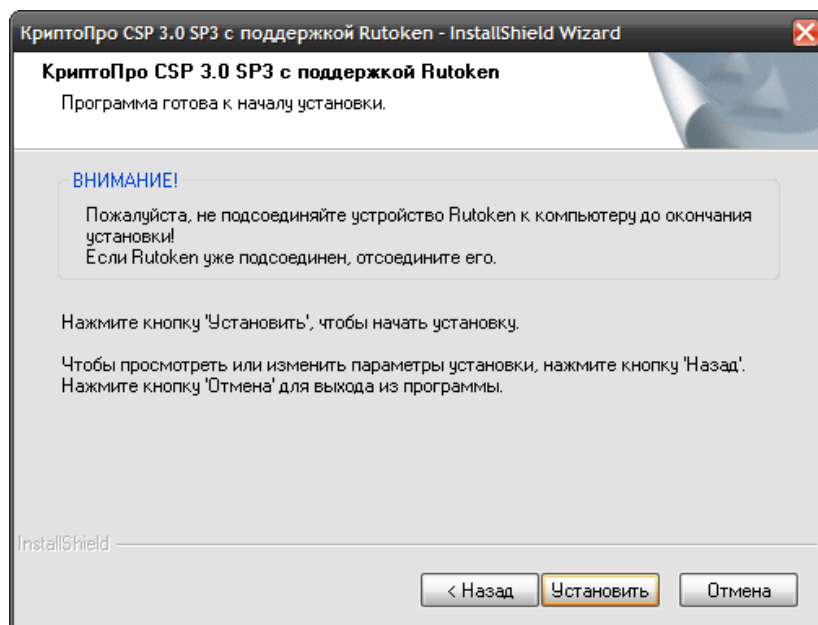 КриптоПро CSP 3.0 SP3 с поддержкой Rutoken - InstallShield Wizard
КриптоПро CSP 3.0 SP3 с поддержкой Rutoken
Программа готова к началу установки.
ВНИМАНИЕ!
Пожалуйста, не подсоединяйте устройство Rutoken к компьютеру до окончания
установки!
Если Rutoken уже подсоединен, отсоедините его.
Нажмите кнопку 'Установить', чтобы начать установку.
Чтобы просмотреть или изменить параметры установки, нажмите кнопку 'Назад'.
Нажмите кнопку 'Отмена' для выхода из программы.
InstallShield
< Назад Установить Отмена